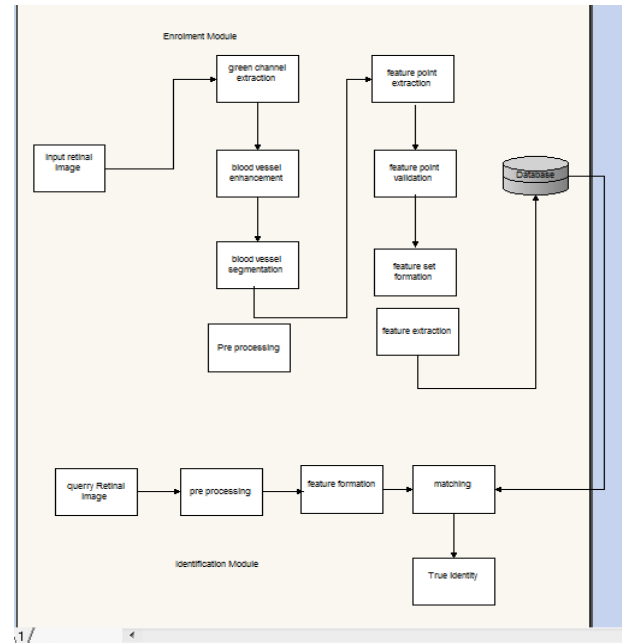 Enrolment Module
green channel
extraction
feature point
extraction
Input retinal
Image
blood vessel
enhancement
feature point
validation
Database
blood vessel
segmentation
feature set
formation
Pre processing
feature extraction
querry Retinal
Image
pre processing
feature formation
matching
Identification Module
True Identity
\1/